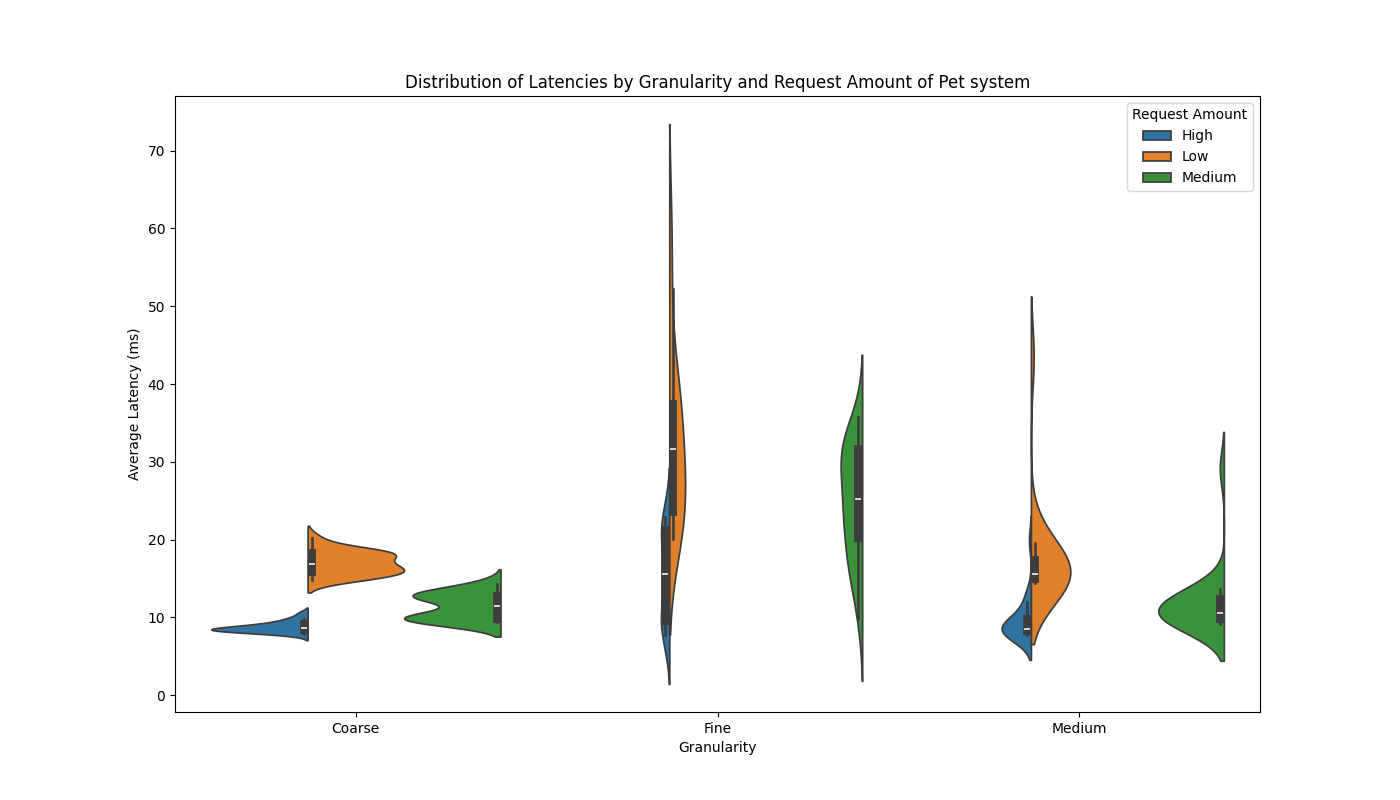 Distribution of Latencies by Granularity and Request Amount of Pet system
Request Amount
High
Low
Medium
Average Latency (ms)
70
60
50
40
30
20
10
0
Coarse
Fine
Medium
Granularity